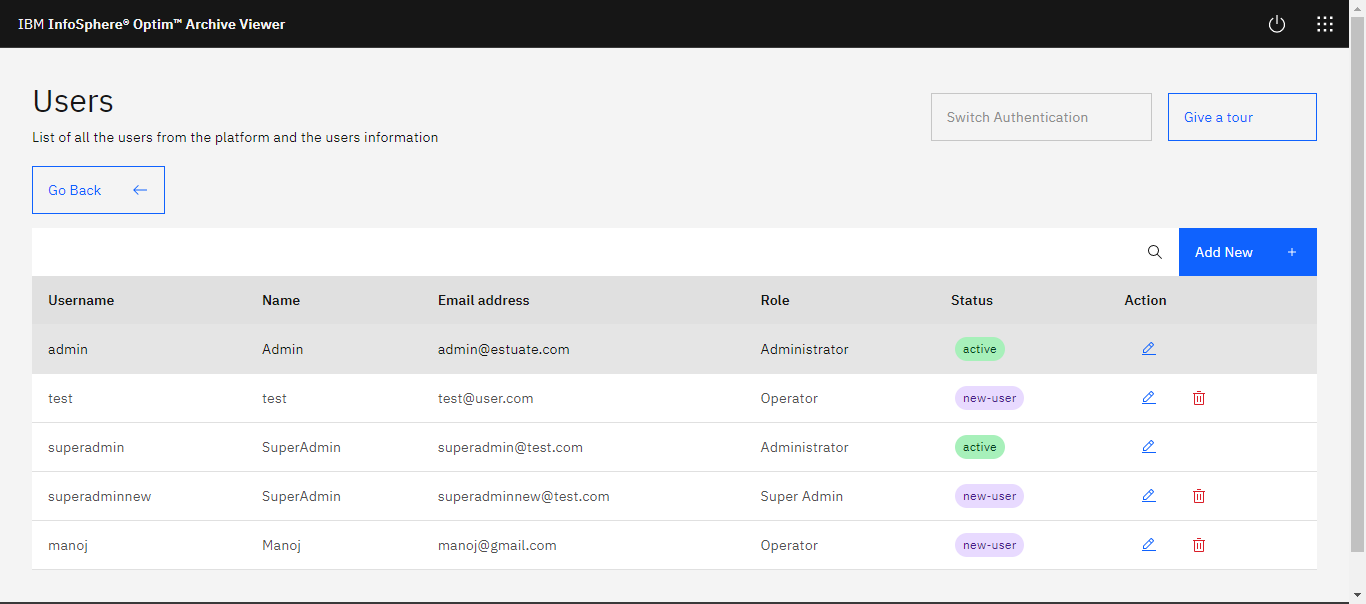 IBM InfoSphere® Optim™ Archive Viewer
Users
List of all the users from the platform and the users information
Switch Authentication
Give a tour
Go Back
Add New +
Username Name Email address Role Status Action
admin Admin admin@estuate.com Administrator active
test test test@user.com Operator new-user
superadmin SuperAdmin superadmin@test.com Administrator active
superadminnew SuperAdmin superadminnew@test.com Super Admin new-user
manoj Manoj manoj@gmail.com Operator new-user